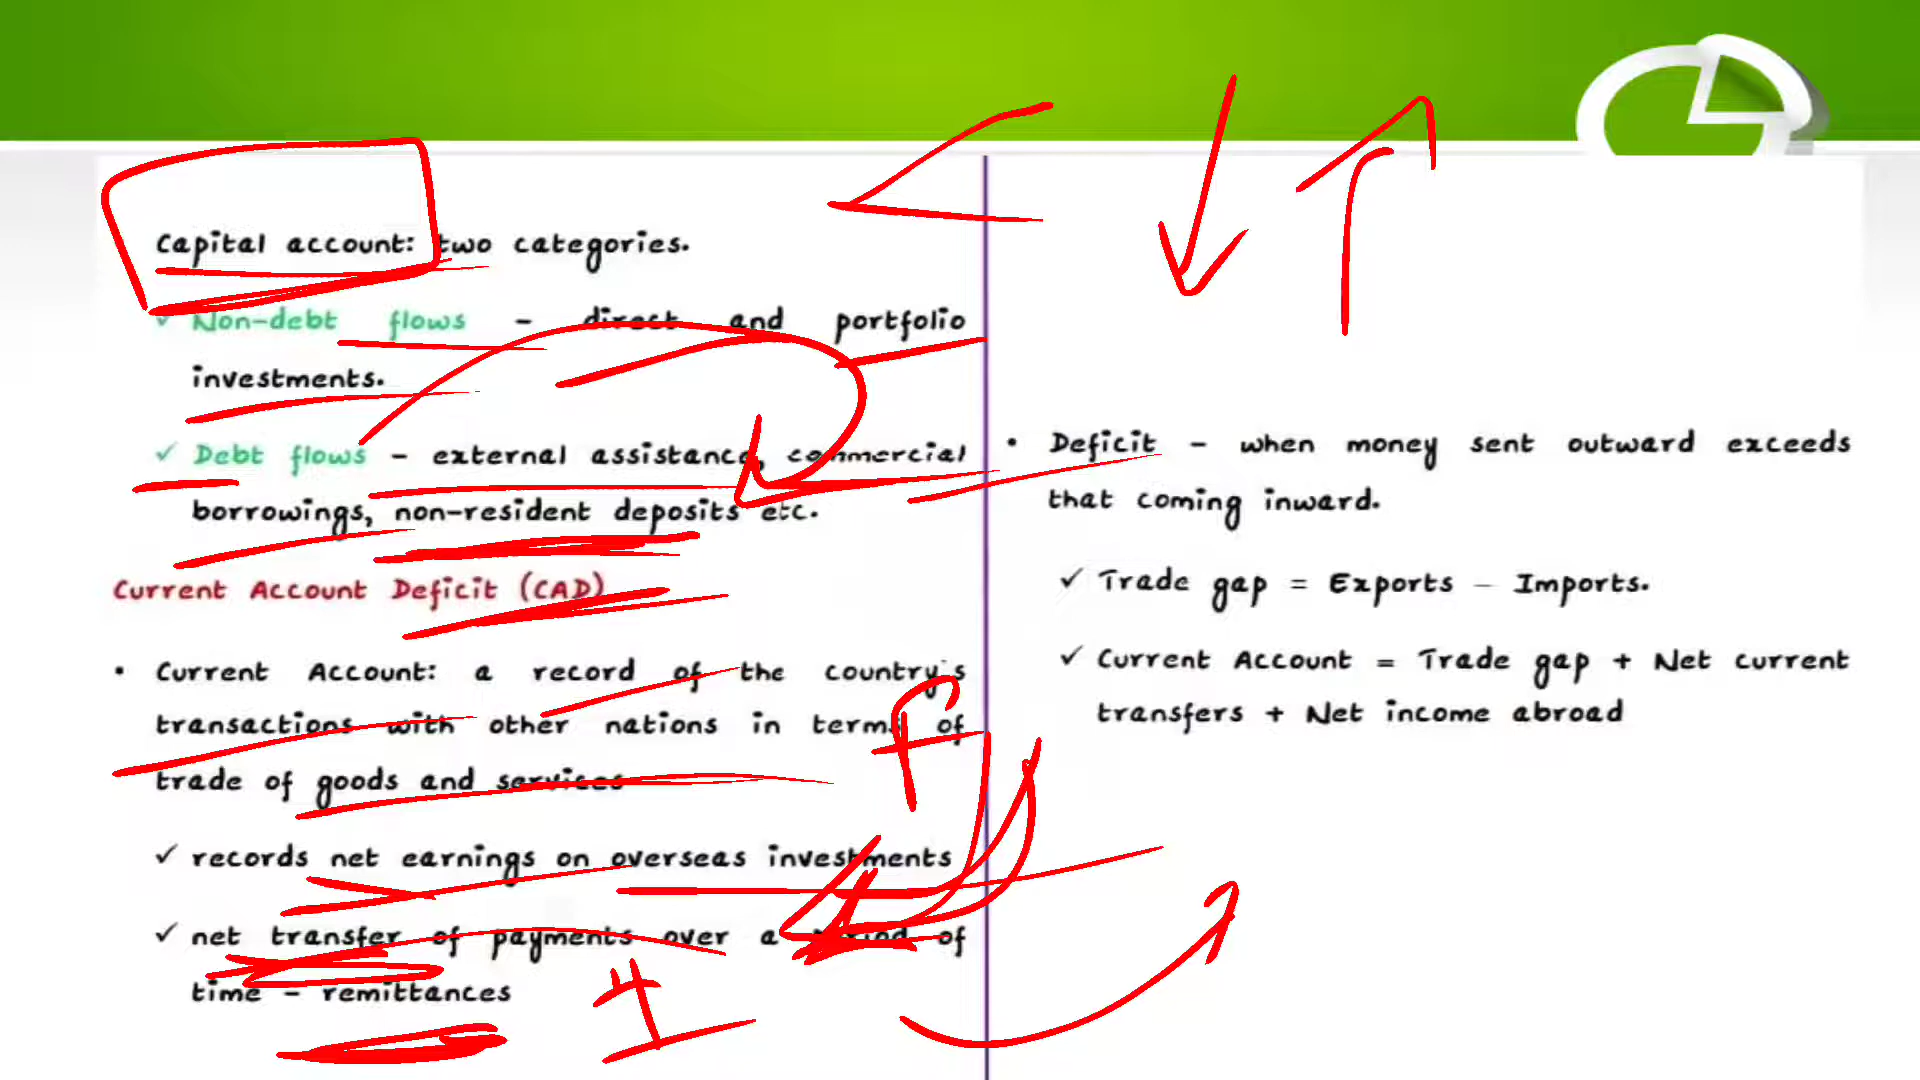 Capital account: two categories.
✓ Non-debt flows – direct and portfolio
investments.
✓ Debt flows – external assistance, commercial
borrowings, non-resident deposits etc.
Current Account Deficit (CAD)
• Current Account: a record of the country's
transactions with other nations in terms of
trade of goods and services
✓ records net earnings on overseas investments
✓ net transfer of payments over a period of
time – remittances
• Deficit – when money sent outward exceeds
that coming inward.
✓ Trade gap = Exports – Imports.
✓ Current Account = Trade gap + Net current
transfers + Net income abroad